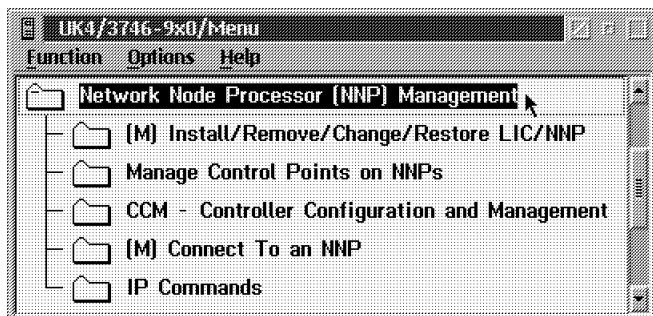 UK4/3746-9x0/Menu
Function Options Help
Network Node Processor (NNP) Management
(M) Install/Remove/Change/Restore LIC/NNP
Manage Control Points on NNPs
CCM - Controller Configuration and Management
(M) Connect To an NNP
IP Commands